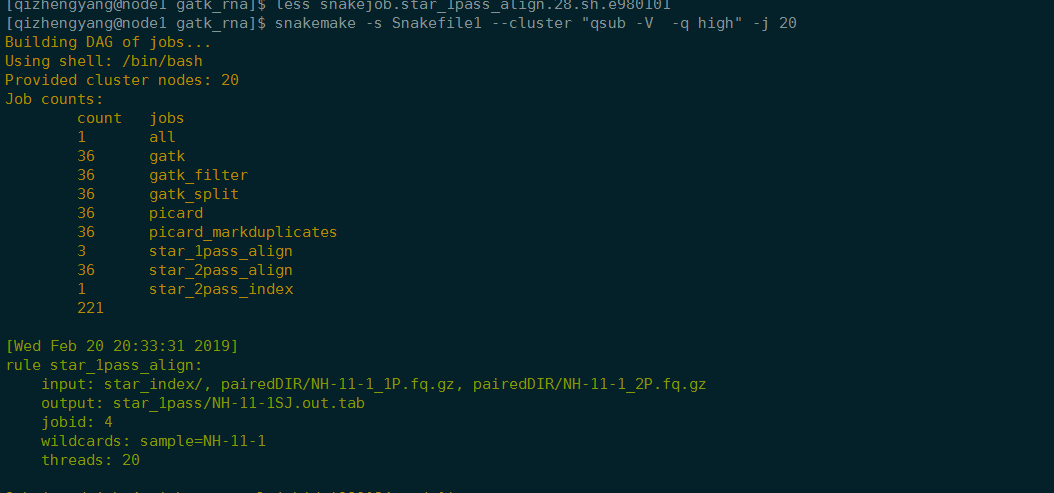 [qizhengyang@node1 gatk_rna]$ less snakejob.star_1pass_align.28.sh.e980101
[qizhengyang@node1 gatk_rna]$ snakemake -s Snakefile1 --cluster "qsub -V  -q high" -j 20
Building DAG of jobs...
Using shell: /bin/bash
Provided cluster nodes: 20
Job counts:
count jobs
1 all
36 gatk
36 gatk_filter
36 gatk_split
36 picard
36 picard_markduplicates
3 star_1pass_align
36 star_2pass_align
1 star_2pass_index
221
[Wed Feb 20 20:33:31 2019]
rule star_1pass_align:
input: star_index/, pairedDIR/NH-11-1_1P.fq.gz, pairedDIR/NH-11-1_2P.fq.gz
output: star_1pass/NH-11-1SJ.out.tab
jobid: 4
wildcards: sample=NH-11-1
threads: 20